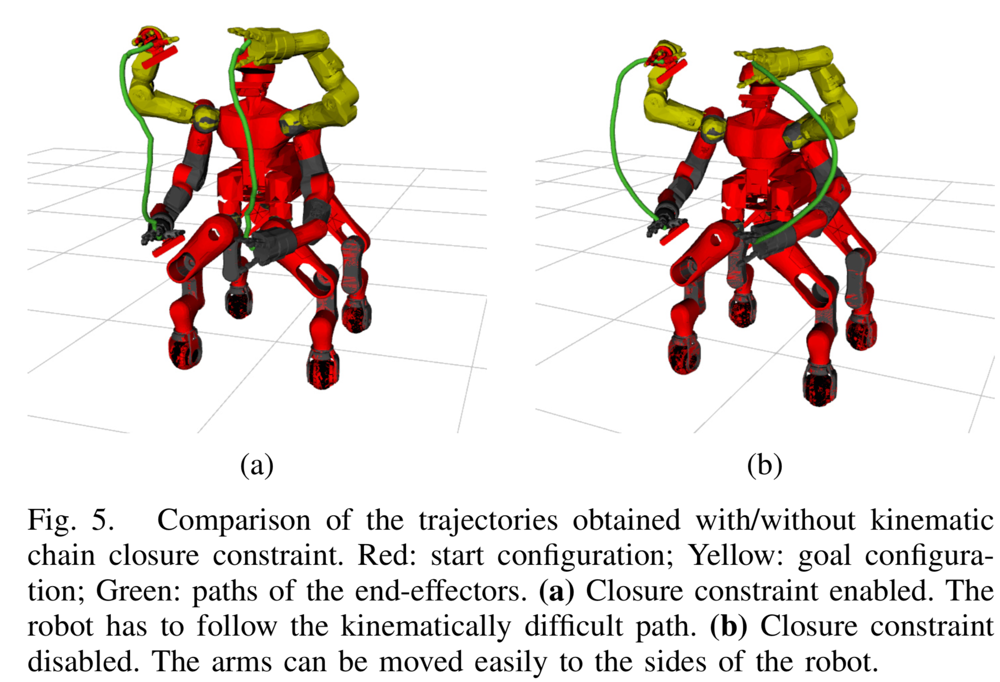 (a)
(b)
Fig. 5. Comparison of the trajectories obtained with/without kinematic
chain closure constraint. Red: start configuration; Yellow: goal configura-
tion; Green: paths of the end-effectors. (a) Closure constraint enabled. The
robot has to follow the kinematically difficult path. (b) Closure constraint
disabled. The arms can be moved easily to the sides of the robot.